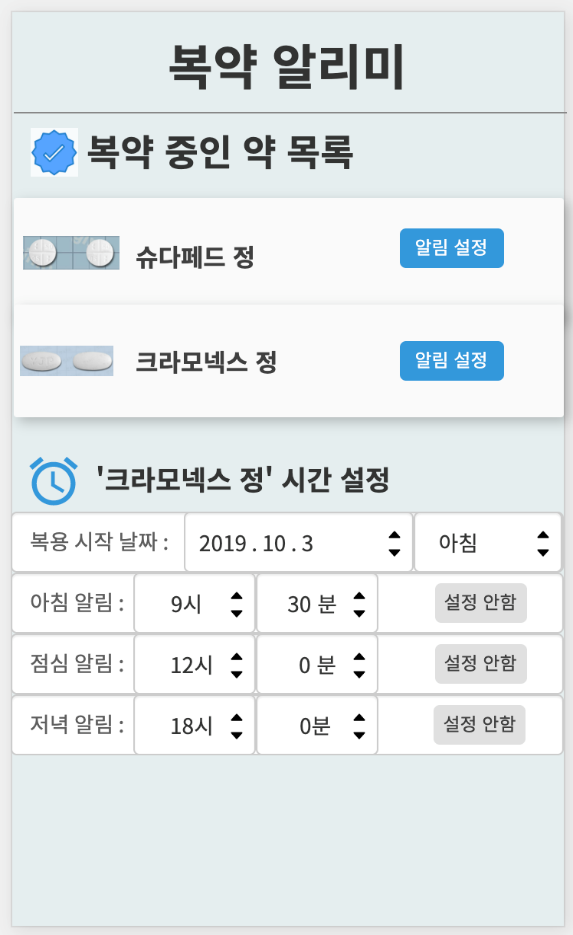 복약 알리미
복약 중인 약 목록
슈다페드 정
알림 설정
크라모넥스 정
알림 설정
'크라모넥스 정' 시간 설정
복용 시작 날짜 : 2019 . 10 . 3 아침
아침 알림 : 9시 30 분 설정 안함
점심 알림 : 12시 0 분 설정 안함
저녁 알림 : 18시 0분 설정 안함